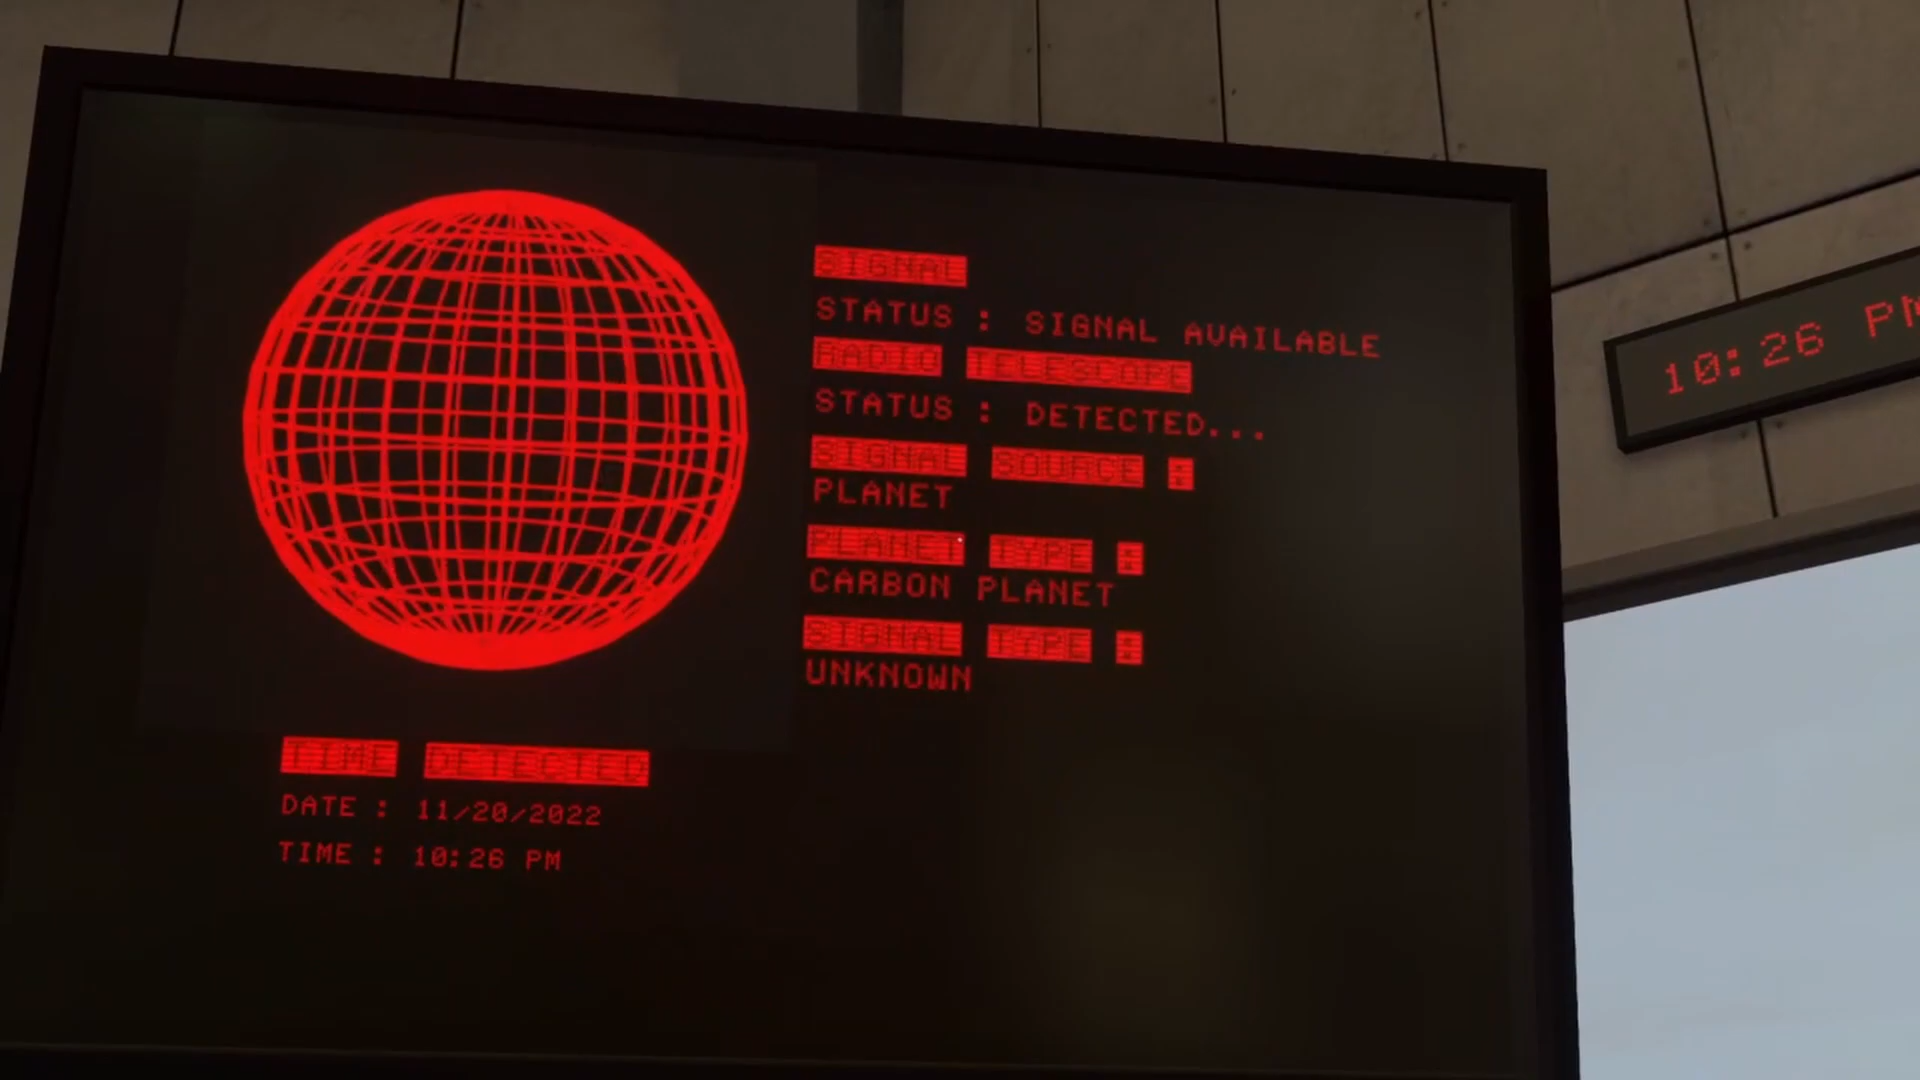 SIGNAL
STATUS : SIGNAL AVAILABLE
RADIO TELESCOPE
STATUS : DETECTED...
SIGNAL SOURCE :
PLANET
PLANET TYPE :
CARBON PLANET
SIGNAL TYPE :
UNKNOWN
TIME DETECTED
DATE : 11/20/2022
TIME : 10:26 PM
10:26 PM